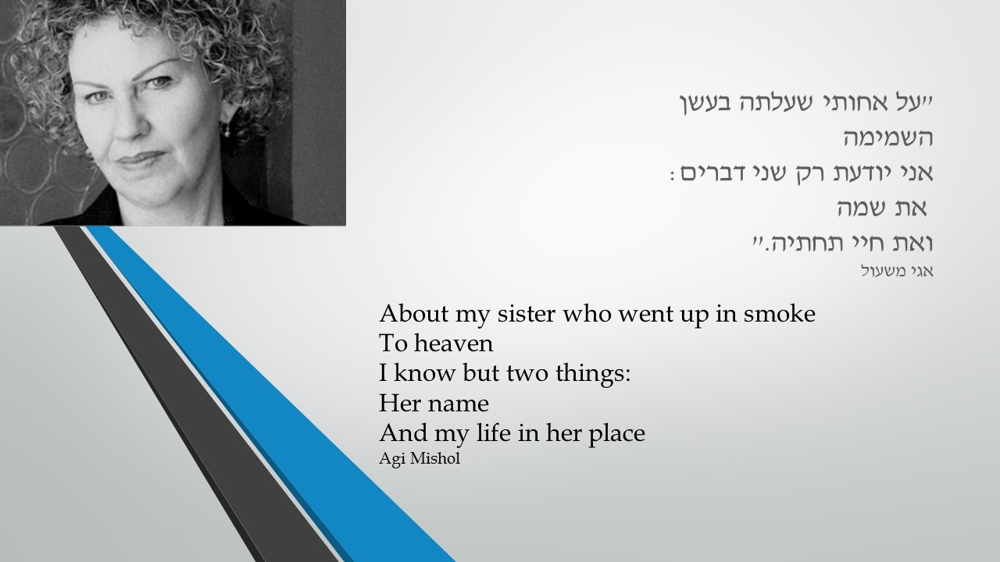 "על אחותי שעלתה בעשן
השמימה
אני יודעת רק שני דברים:
את שמה
ואת חיי תחתיה."
אגי משעול
About my sister who went up in smoke
To heaven
I know but two things:
Her name
And my life in her place
Agi Mishol